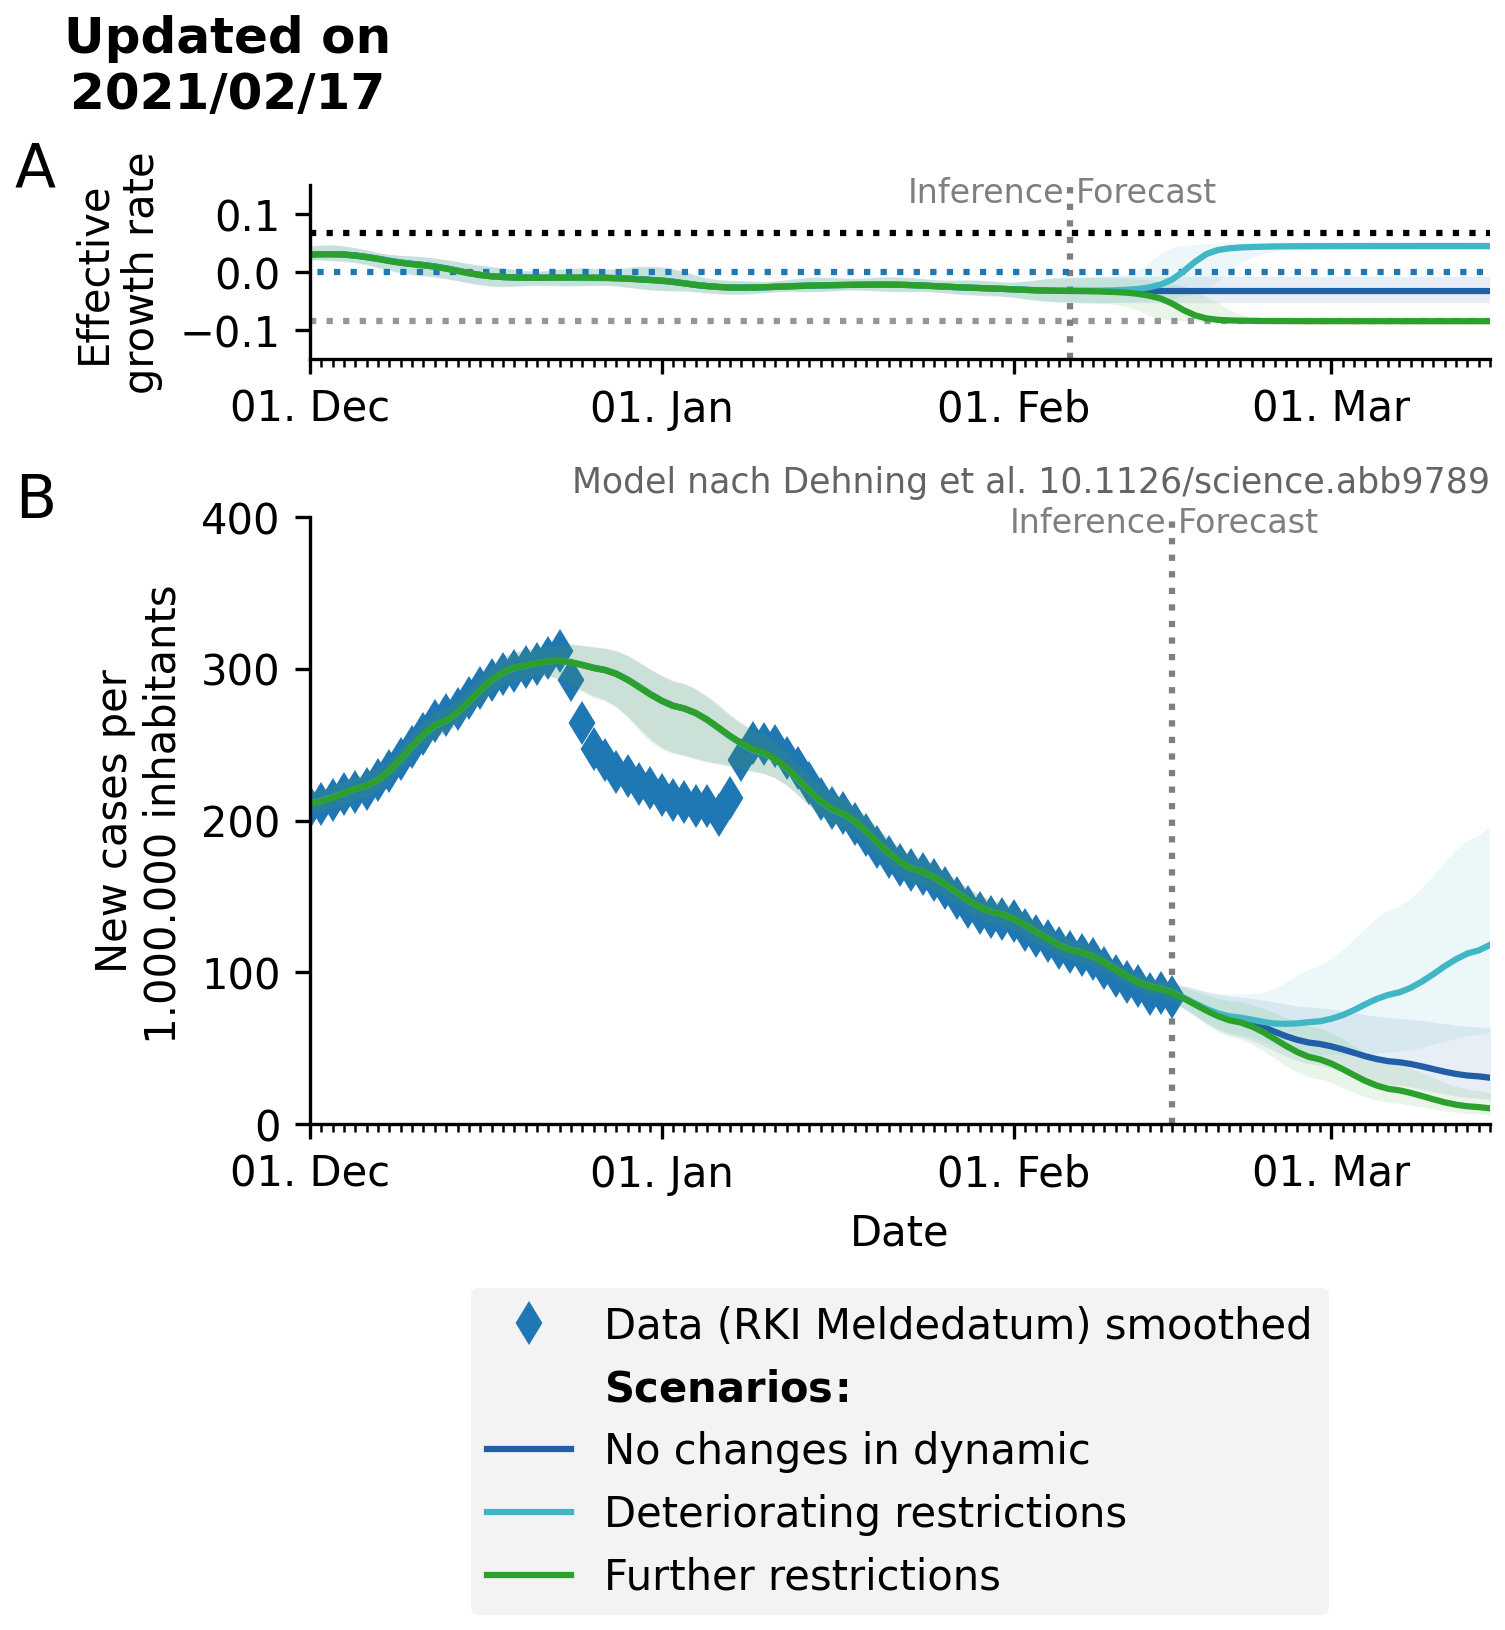 Updated on
2021/02/17
A
Effective
growth rate
Inference Forecast
0.1
0.0
−0.1
01. Dec 01. Jan 01. Feb 01. Mar
B
Model nach Dehning et al. 10.1126/science.abb9789
Inference Forecast
New cases per
1.000.000 inhabitants
400
300
200
100
0
01. Dec 01. Jan 01. Feb 01. Mar
Date
Data (RKI Meldedatum) smoothed
Scenarios:
No changes in dynamic
Deteriorating restrictions
Further restrictions